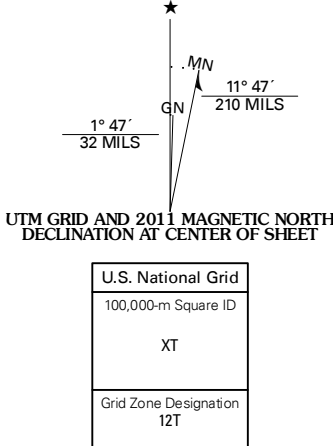 ★
MN
GN
11° 47´
210 MILS
1° 47´
32 MILS
UTM GRID AND 2011 MAGNETIC NORTH
DECLINATION AT CENTER OF SHEET
U.S. National Grid
100,000-m Square ID
XT
Grid Zone Designation
12T